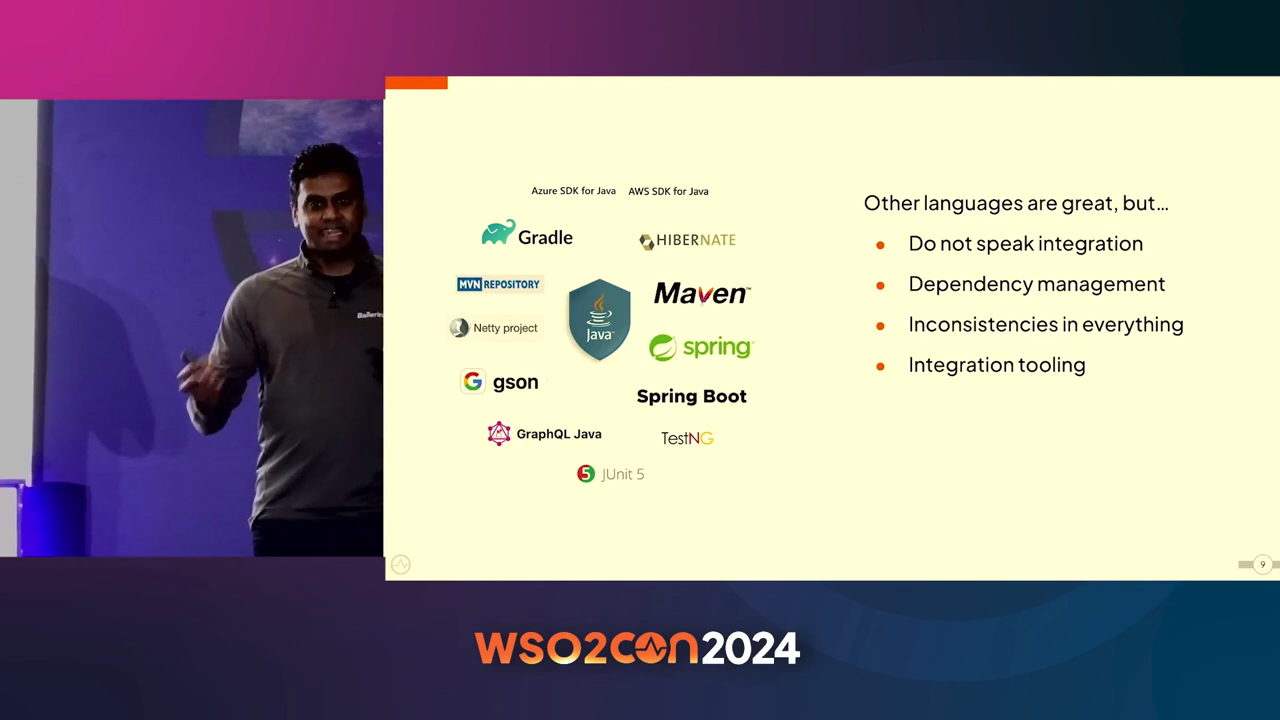 Azure SDK for Java AWS SDK for Java
Gradle
HIBERNATE
MVN REPOSITORY
Maven™
Netty project
Java
spring
gson
Spring Boot
GraphQL Java
TestNG
5 JUnit 5
Other languages are great, but...
• Do not speak integration
• Dependency management
• Inconsistencies in everything
• Integration tooling
9
WSO2CON2024